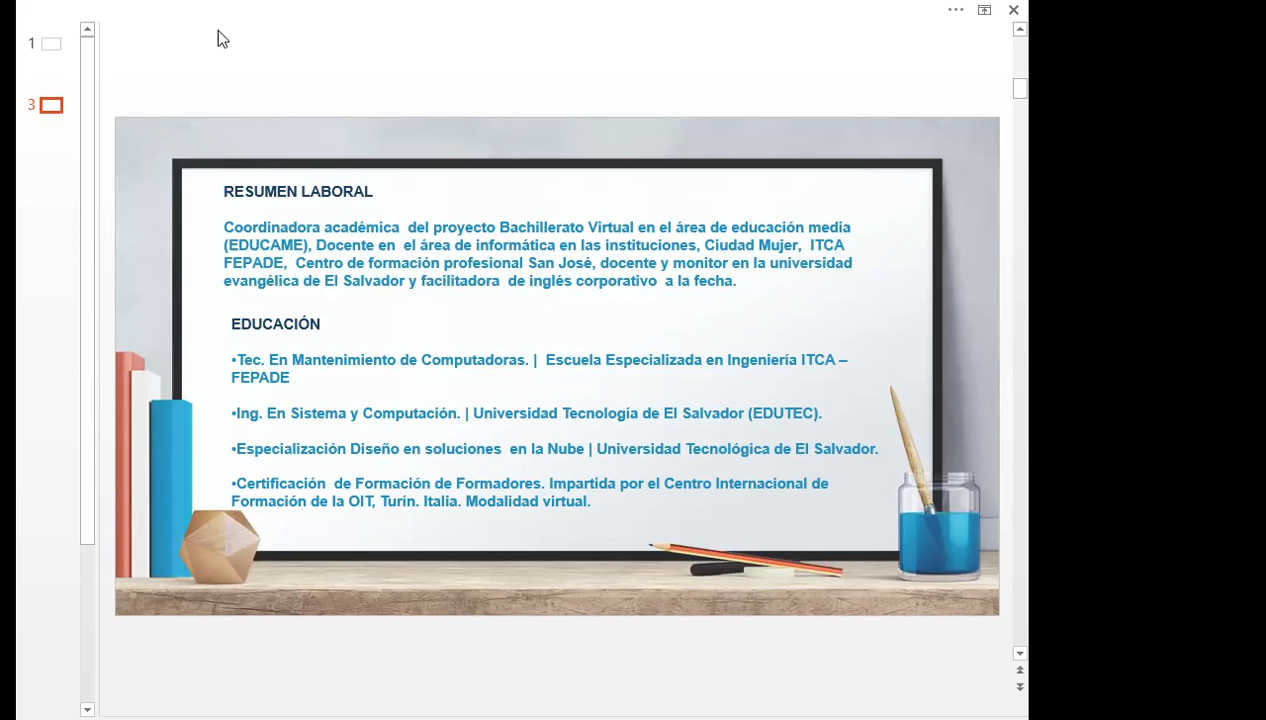 1
3
RESUMEN LABORAL
Coordinadora académica  del proyecto Bachillerato Virtual en el área de educación media
(EDUCAME), Docente en  el área de informática en las instituciones, Ciudad Mujer,  ITCA
FEPADE,  Centro de formación profesional San José, docente y monitor en la universidad
evangélica de El Salvador y facilitadora  de inglés corporativo  a la fecha.
EDUCACIÓN
•Tec. En Mantenimiento de Computadoras. |  Escuela Especializada en Ingeniería ITCA –
FEPADE
•Ing. En Sistema y Computación. | Universidad Tecnología de El Salvador (EDUTEC).
•Especialización Diseño en soluciones  en la Nube | Universidad Tecnológica de El Salvador.
•Certificación  de Formación de Formadores. Impartida por el Centro Internacional de
Formación de la OIT, Turín. Italia. Modalidad virtual.